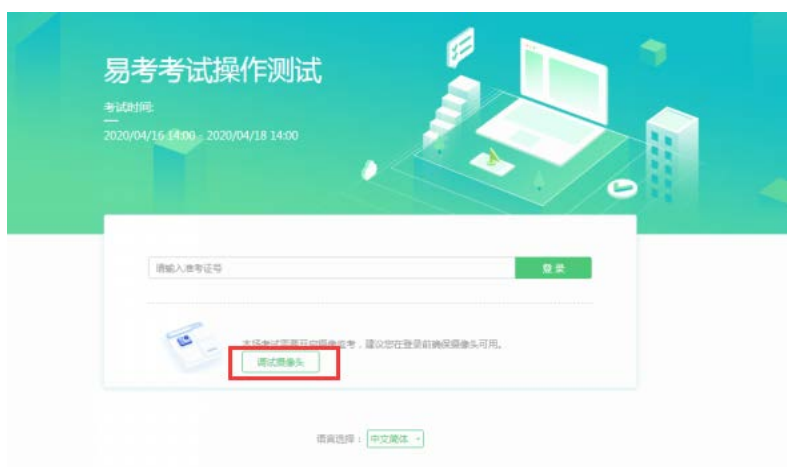 易考考试操作测试
考试时间:
2020/04/16 14:00 - 2020/04/18 14:00
请输入准考证号
登录
本场考试需要开启摄像监考，建议您在登录前确保摄像头可用。
调试摄像头
语言选择： 中文简体